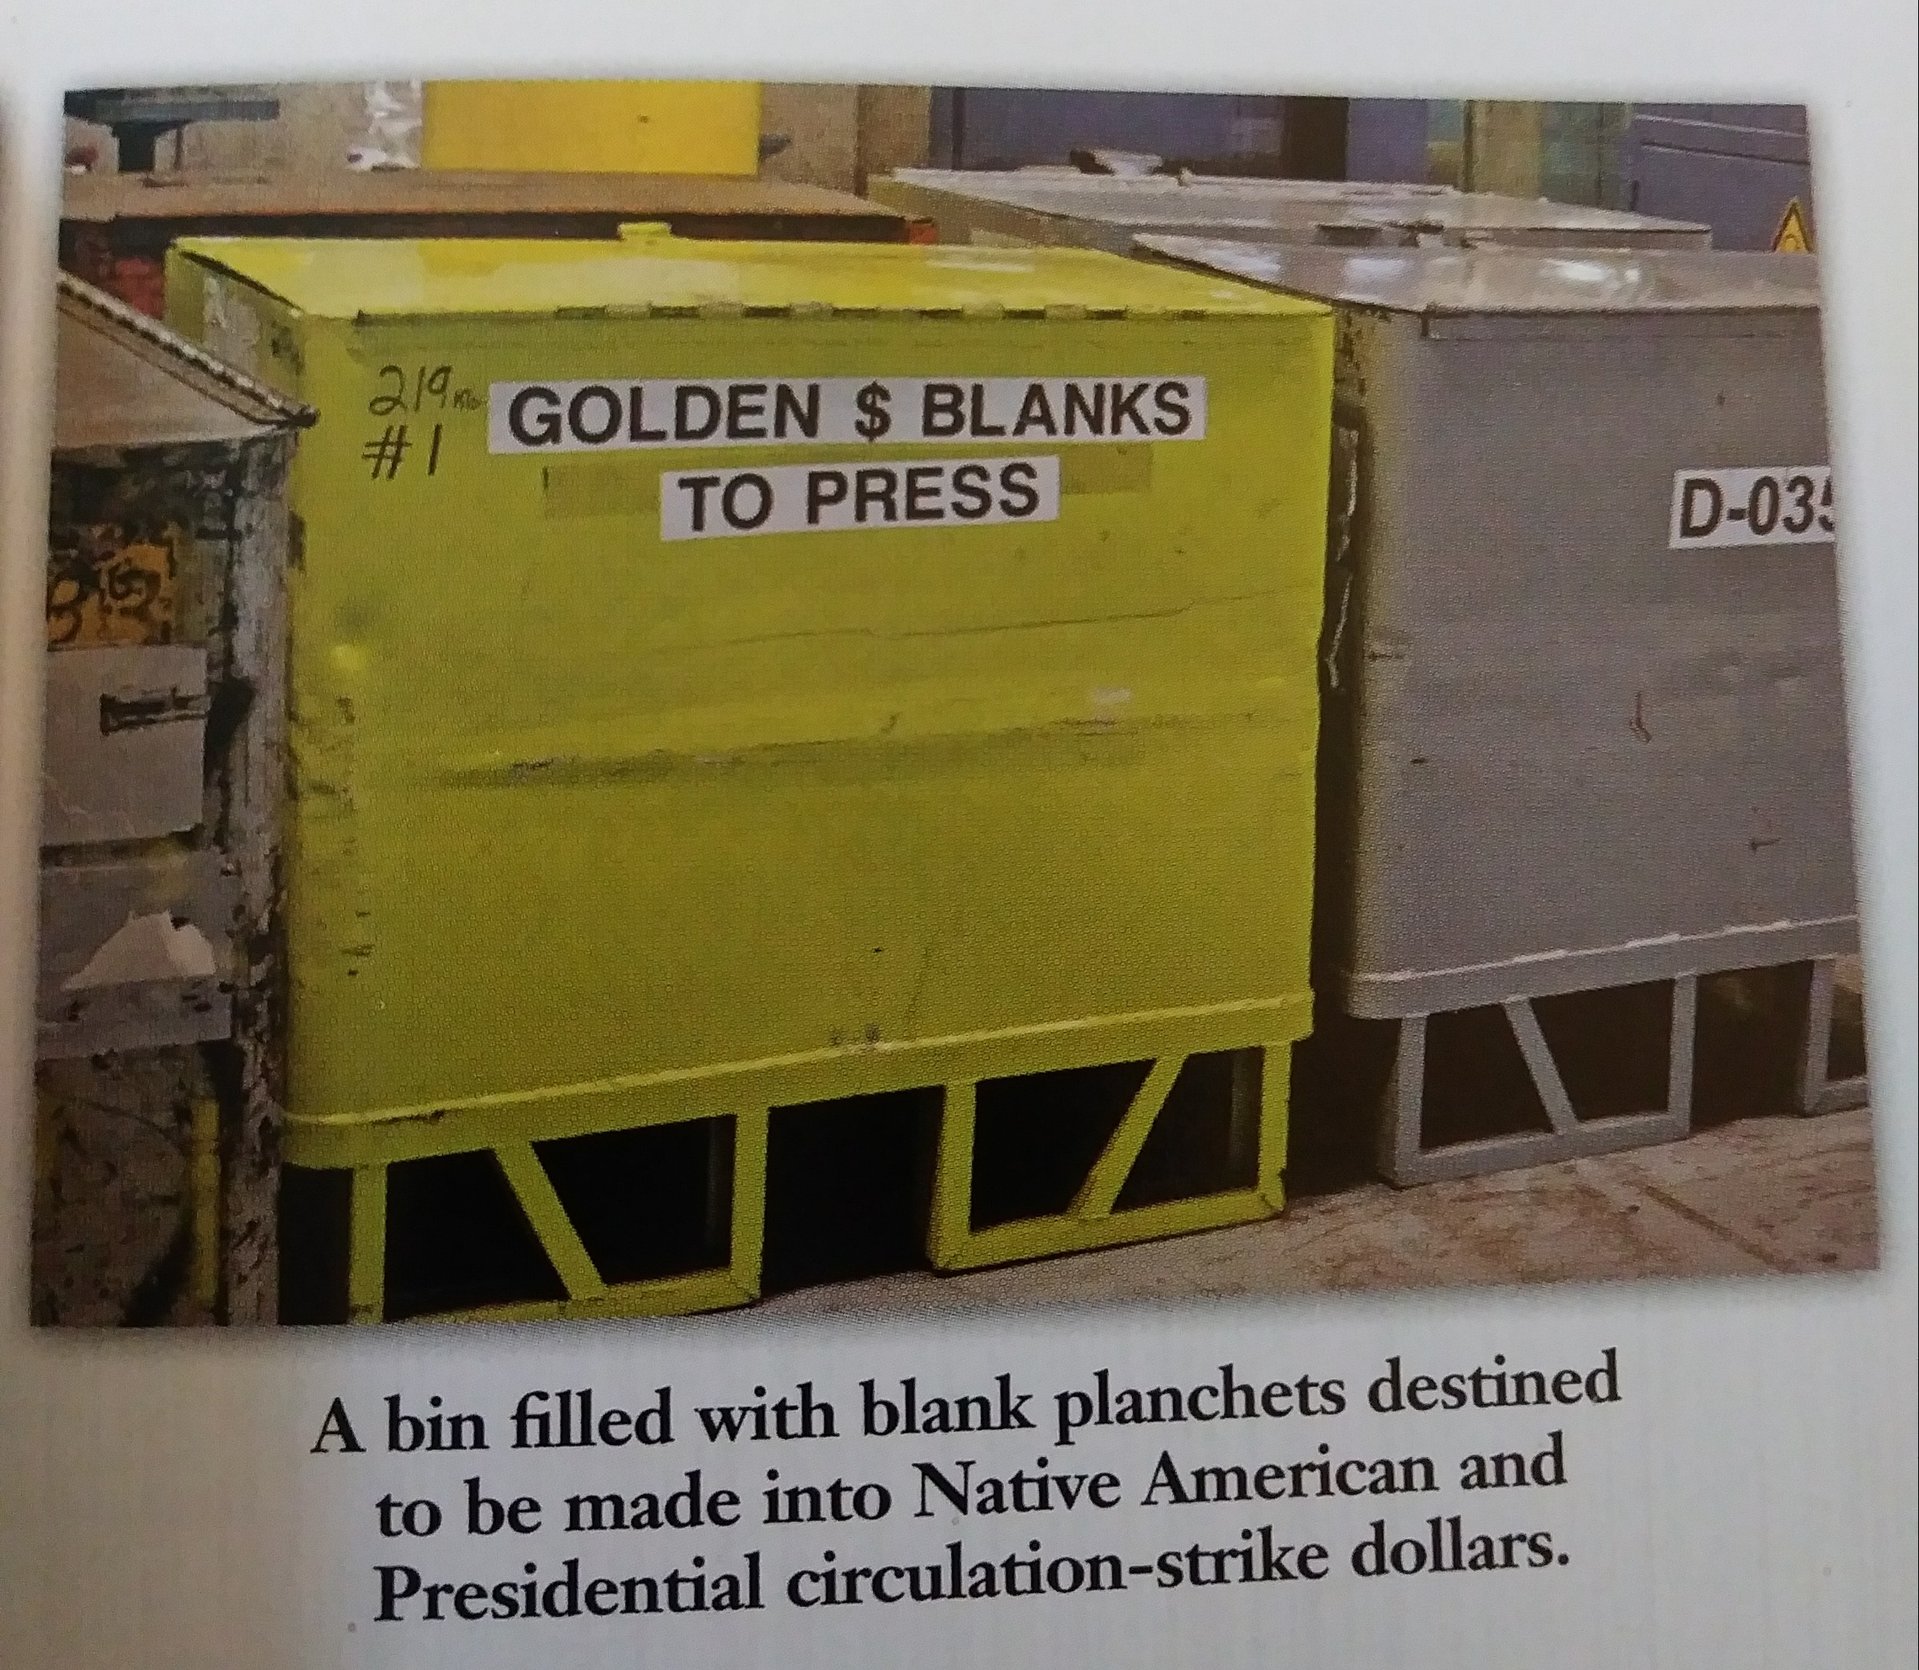 219
#1
GOLDEN $ BLANKS
TO PRESS
D-035
A bin filled with blank planchets destined
to be made into Native American and
Presidential circulation-strike dollars.